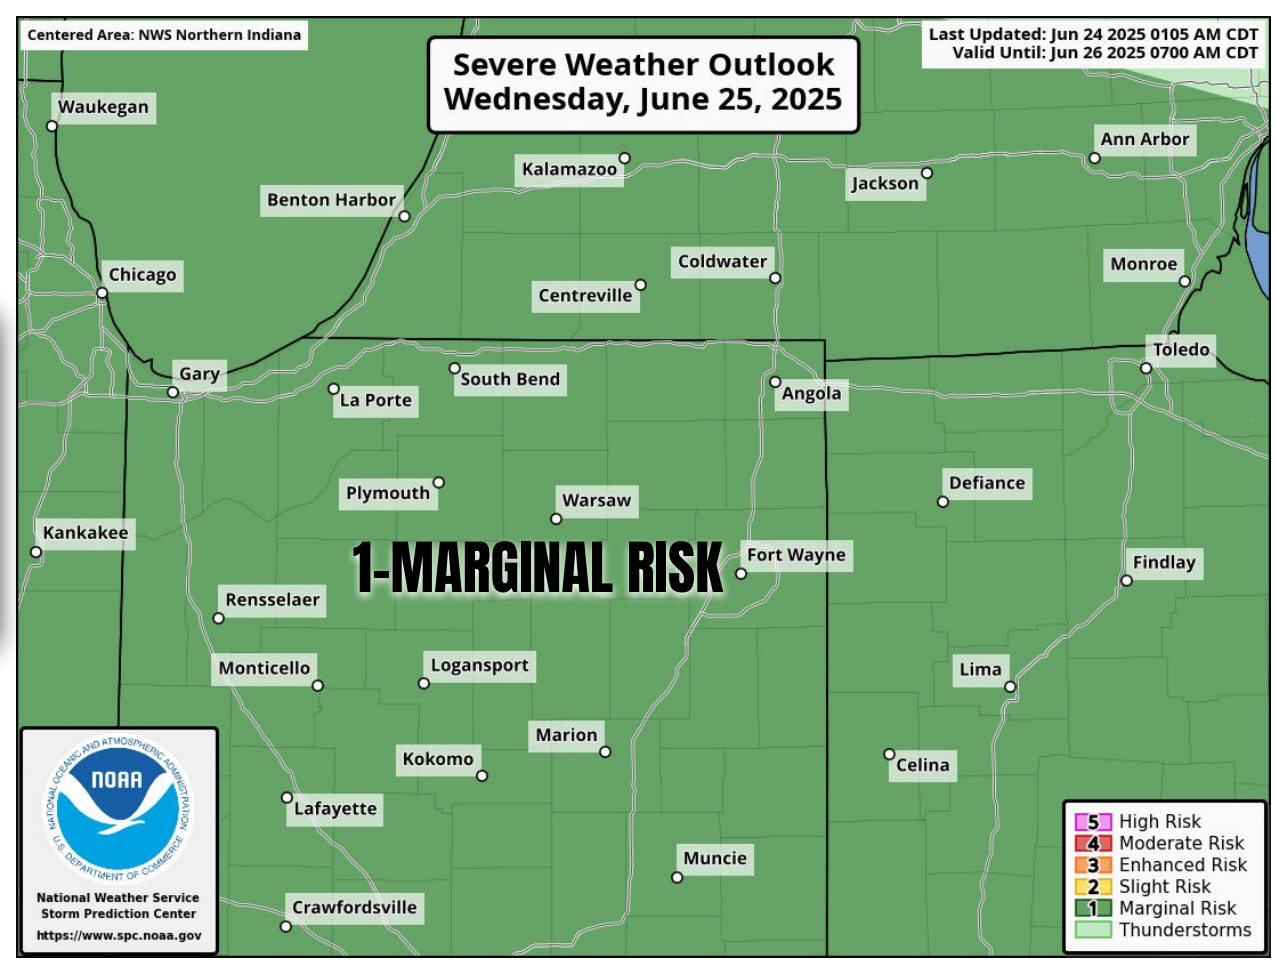 Centered Area: NWS Northern Indiana
Severe Weather Outlook
Wednesday, June 25, 2025
Last Updated: Jun 24 2025 0105 AM CDT
Valid Until: Jun 26 2025 0700 AM CDT
Waukegan
Ann Arbor
Kalamazoo
Jackson
Benton Harbor
Coldwater
Monroe
Chicago
Centreville
Toledo
Gary
South Bend
La Porte
Angola
Defiance
Plymouth
Warsaw
Kankakee
1-MARGINAL RISK
Fort Wayne
Findlay
Rensselaer
Monticello
Logansport
Lima
Marion
Kokomo
Celina
Lafayette
Muncie
Crawfordsville
NATIONAL OCEANIC AND ATMOSPHERIC ADMINISTRATION
NOAA
U.S. DEPARTMENT OF COMMERCE
National Weather Service
Storm Prediction Center
https://www.spc.noaa.gov
5 High Risk
4 Moderate Risk
3 Enhanced Risk
2 Slight Risk
1 Marginal Risk
Thunderstorms